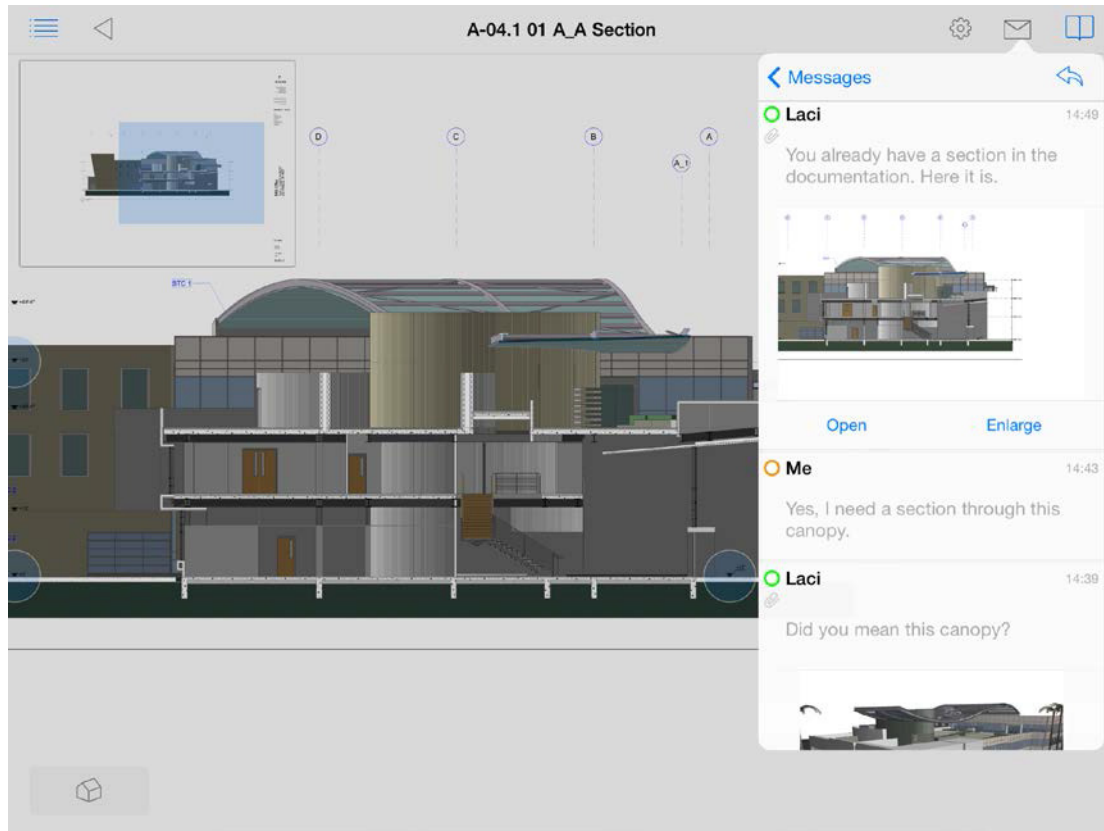 A-04.1 01 A_A Section
D
C
B
A_1
A
STC 1
Messages
Laci
14:49
You already have a section in the
documentation. Here it is.
Open
Enlarge
Me
14:43
Yes, I need a section through this
canopy.
Laci
14:39
Did you mean this canopy?